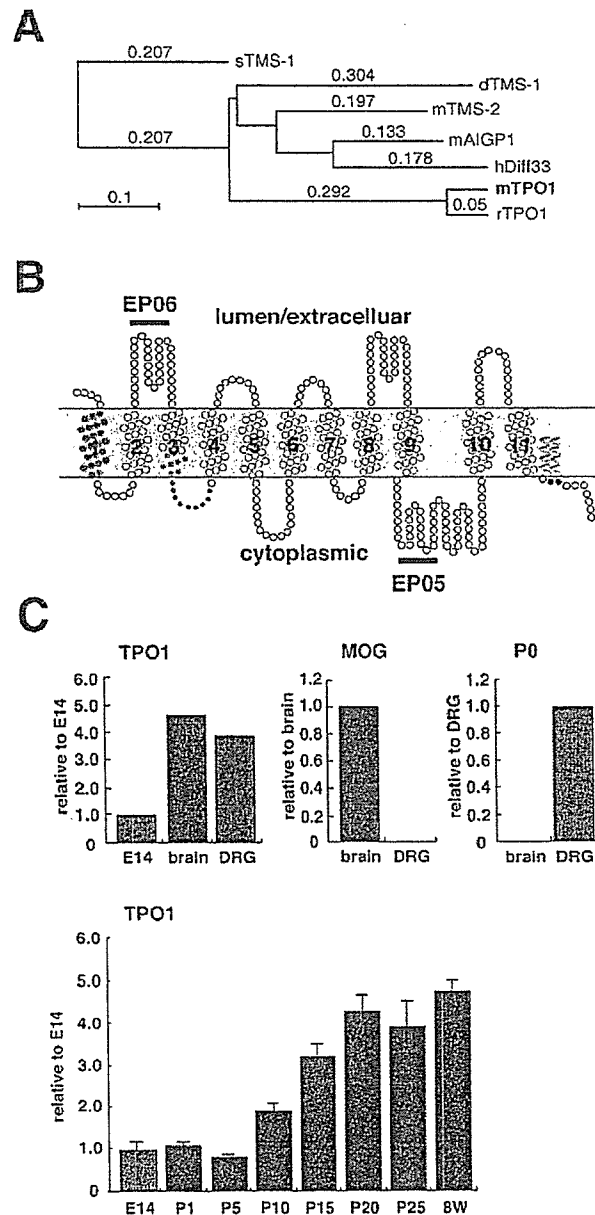 A
0.207
sTMS-1
0.304
dTMS-1
0.197
mTMS-2
0.133
mAIGP1
0.207
0.178
hDiff33
0.292
mTPO1
0.1
0.05
rTPO1
B
EP06
lumen/extracelluar
1 2 3 4 5 6 7 8 9 10 11
cytoplasmic
EP05
C
TPO1
relative to E14
6.0
5.0
4.0
3.0
2.0
1.0
0
E14 brain DRG
MOG
relative to brain
1.2
1.0
0.8
0.6
0.4
0.2
0
brain DRG
P0
relative to DRG
1.2
1.0
0.8
0.6
0.4
0.2
0
brain DRG
TPO1
relative to E14
6.0
5.0
4.0
3.0
2.0
1.0
0
E14 P1 P5 P10 P15 P20 P25 8W